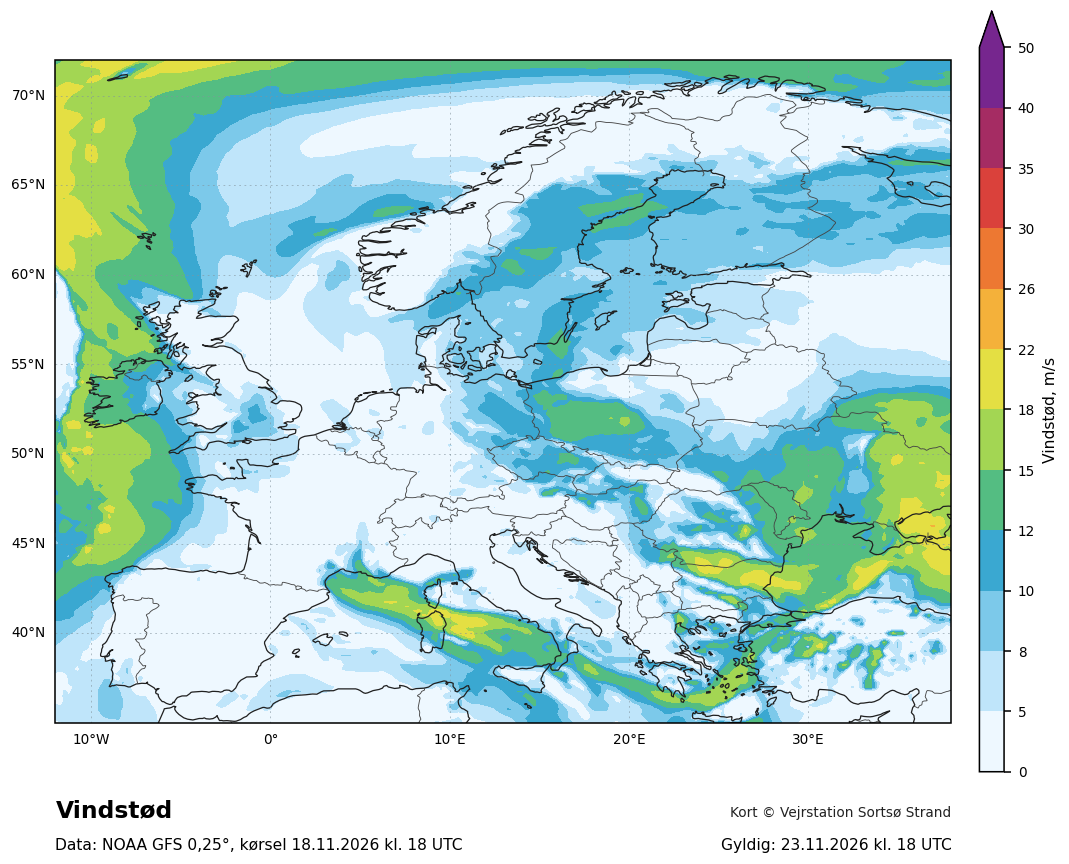 50
40
35
30
26
22
18
15
12
10
8
5
0
Vindstød, m/s
70°N
65°N
60°N
55°N
50°N
45°N
40°N
10°W
0°
10°E
20°E
30°E
Vindstød
Kort © Vejrstation Sortsø Strand
Data: NOAA GFS 0,25°, kørsel 18.11.2026 kl. 18 UTC
Gyldig: 23.11.2026 kl. 18 UTC